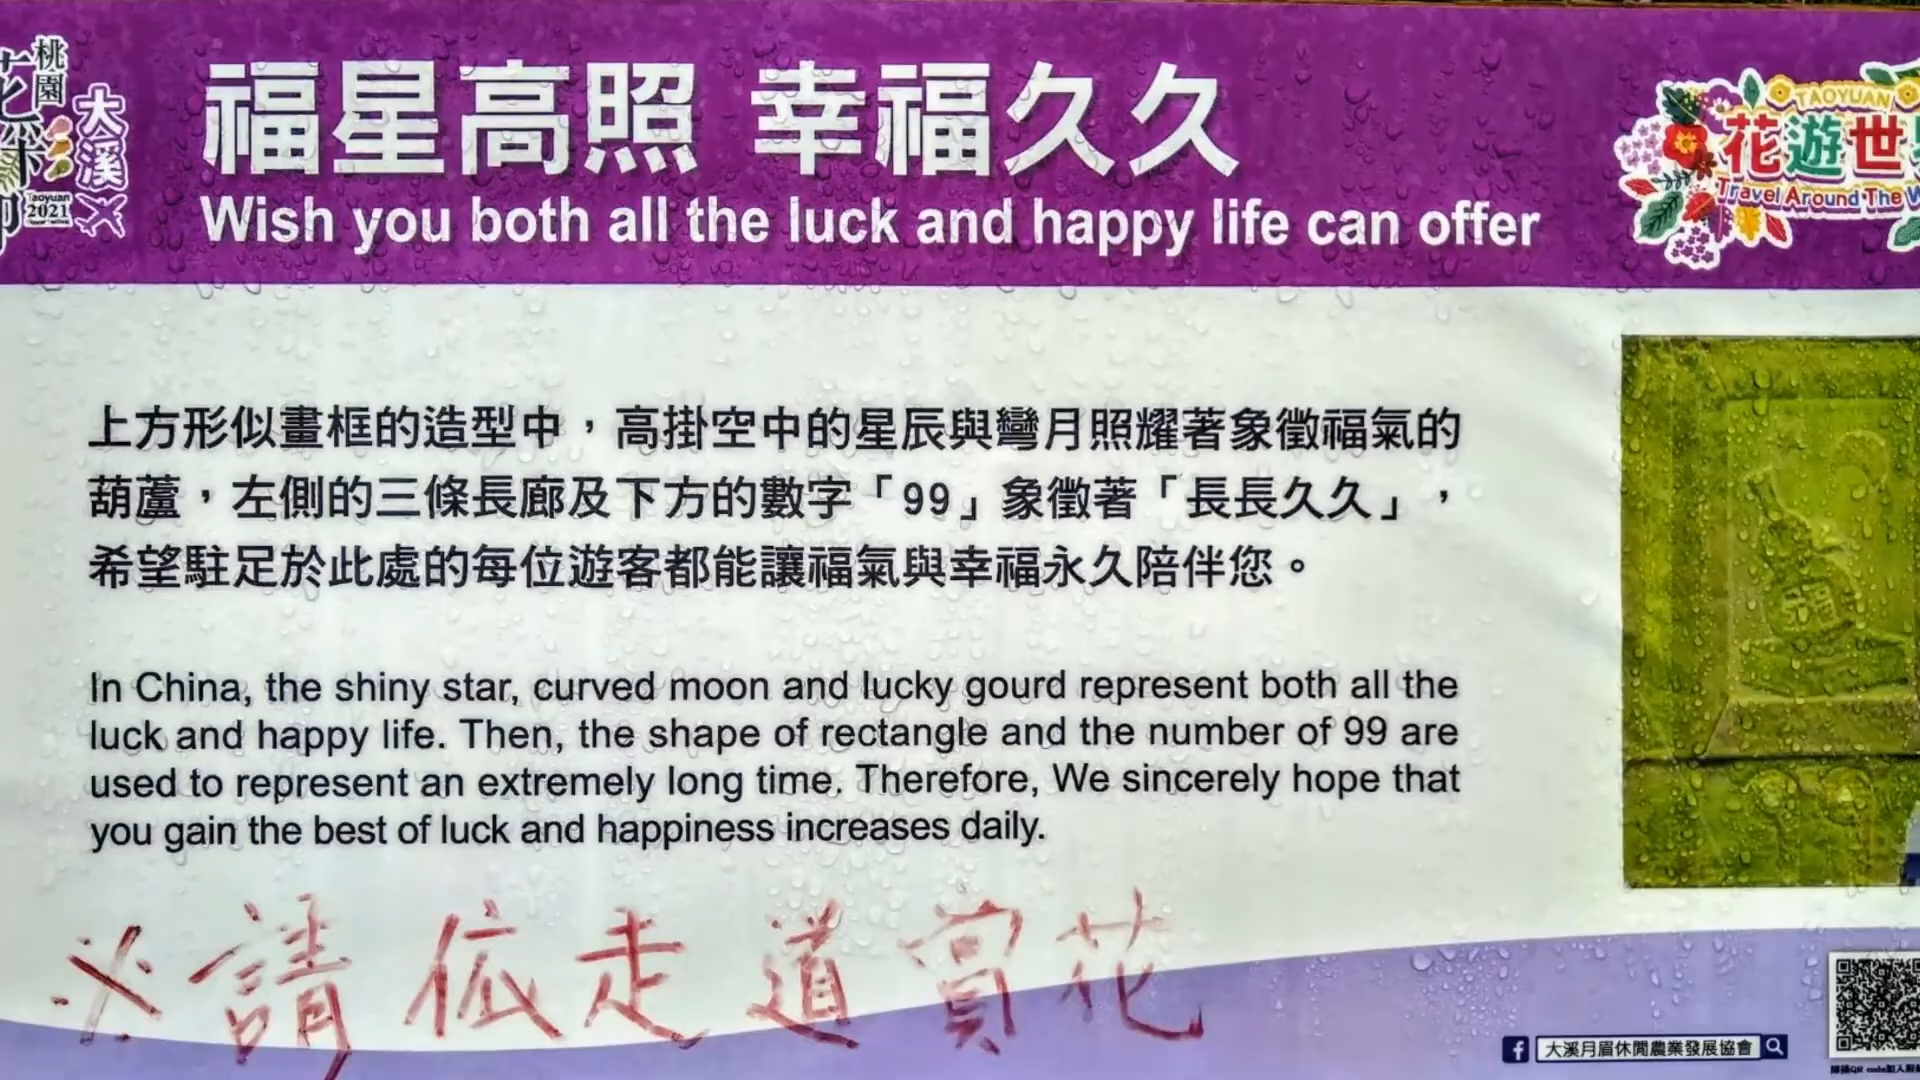 桃園
花彩
大溪
Taoyuan
2021
福星高照 幸福久久
Wish you both all the luck and happy life can offer
TAOYUAN
花遊世
Travel Around The
上方形似畫框的造型中，高掛空中的星辰與彎月照耀著象徵福氣的
葫蘆，左側的三條長廊及下方的數字「99」象徵著「長長久久」，
希望駐足於此處的每位遊客都能讓福氣與幸福永久陪伴您。
In China, the shiny star, curved moon and lucky gourd represent both all the
luck and happy life. Then, the shape of rectangle and the number of 99 are
used to represent an extremely long time. Therefore, We sincerely hope that
you gain the best of luck and happiness increases daily.
福
※請依走道賞花
大溪月眉休閒農業發展協會